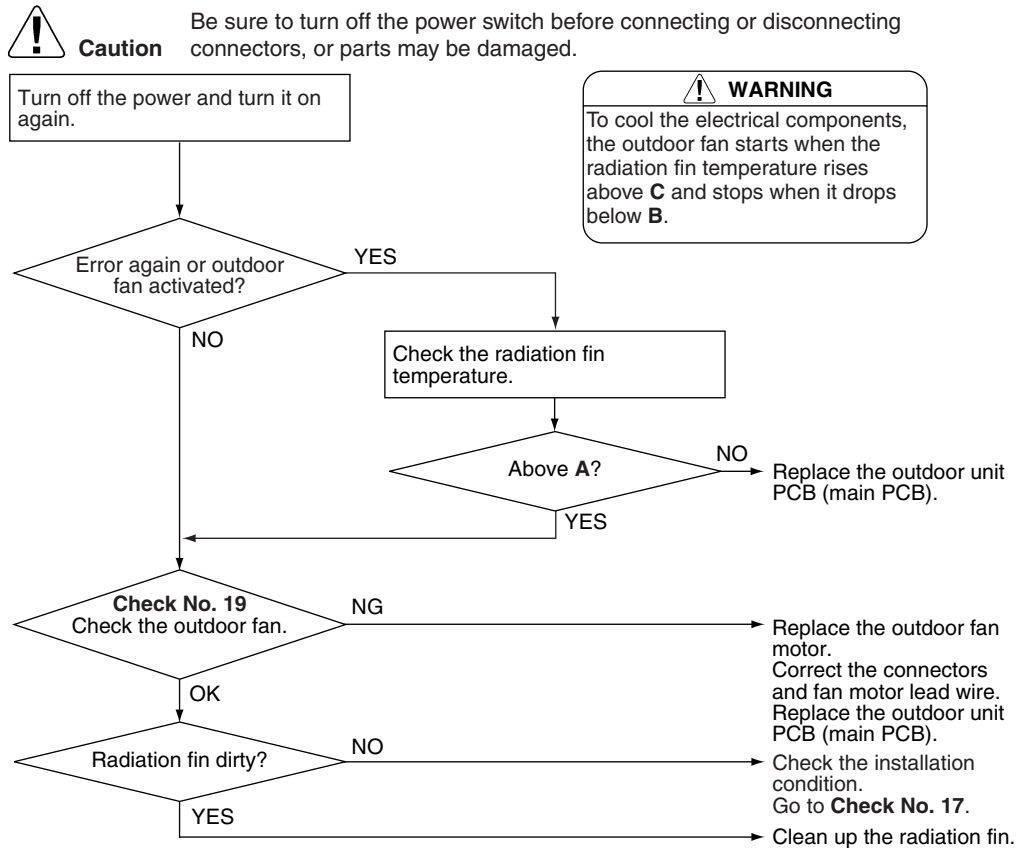 Be sure to turn off the power switch before connecting or disconnecting
Caution connectors, or parts may be damaged.
Turn off the power and turn it on
again.
WARNING
To cool the electrical components,
the outdoor fan starts when the
radiation fin temperature rises
above C and stops when it drops
below B.
Error again or outdoor
fan activated?
YES
NO
Check the radiation fin
temperature.
Above A?
NO
Replace the outdoor unit
PCB (main PCB).
YES
Check No. 19
Check the outdoor fan.
NG
Replace the outdoor fan
motor.
Correct the connectors
and fan motor lead wire.
Replace the outdoor unit
PCB (main PCB).
OK
Radiation fin dirty?
NO
Check the installation
condition.
Go to Check No. 17.
YES
Clean up the radiation fin.